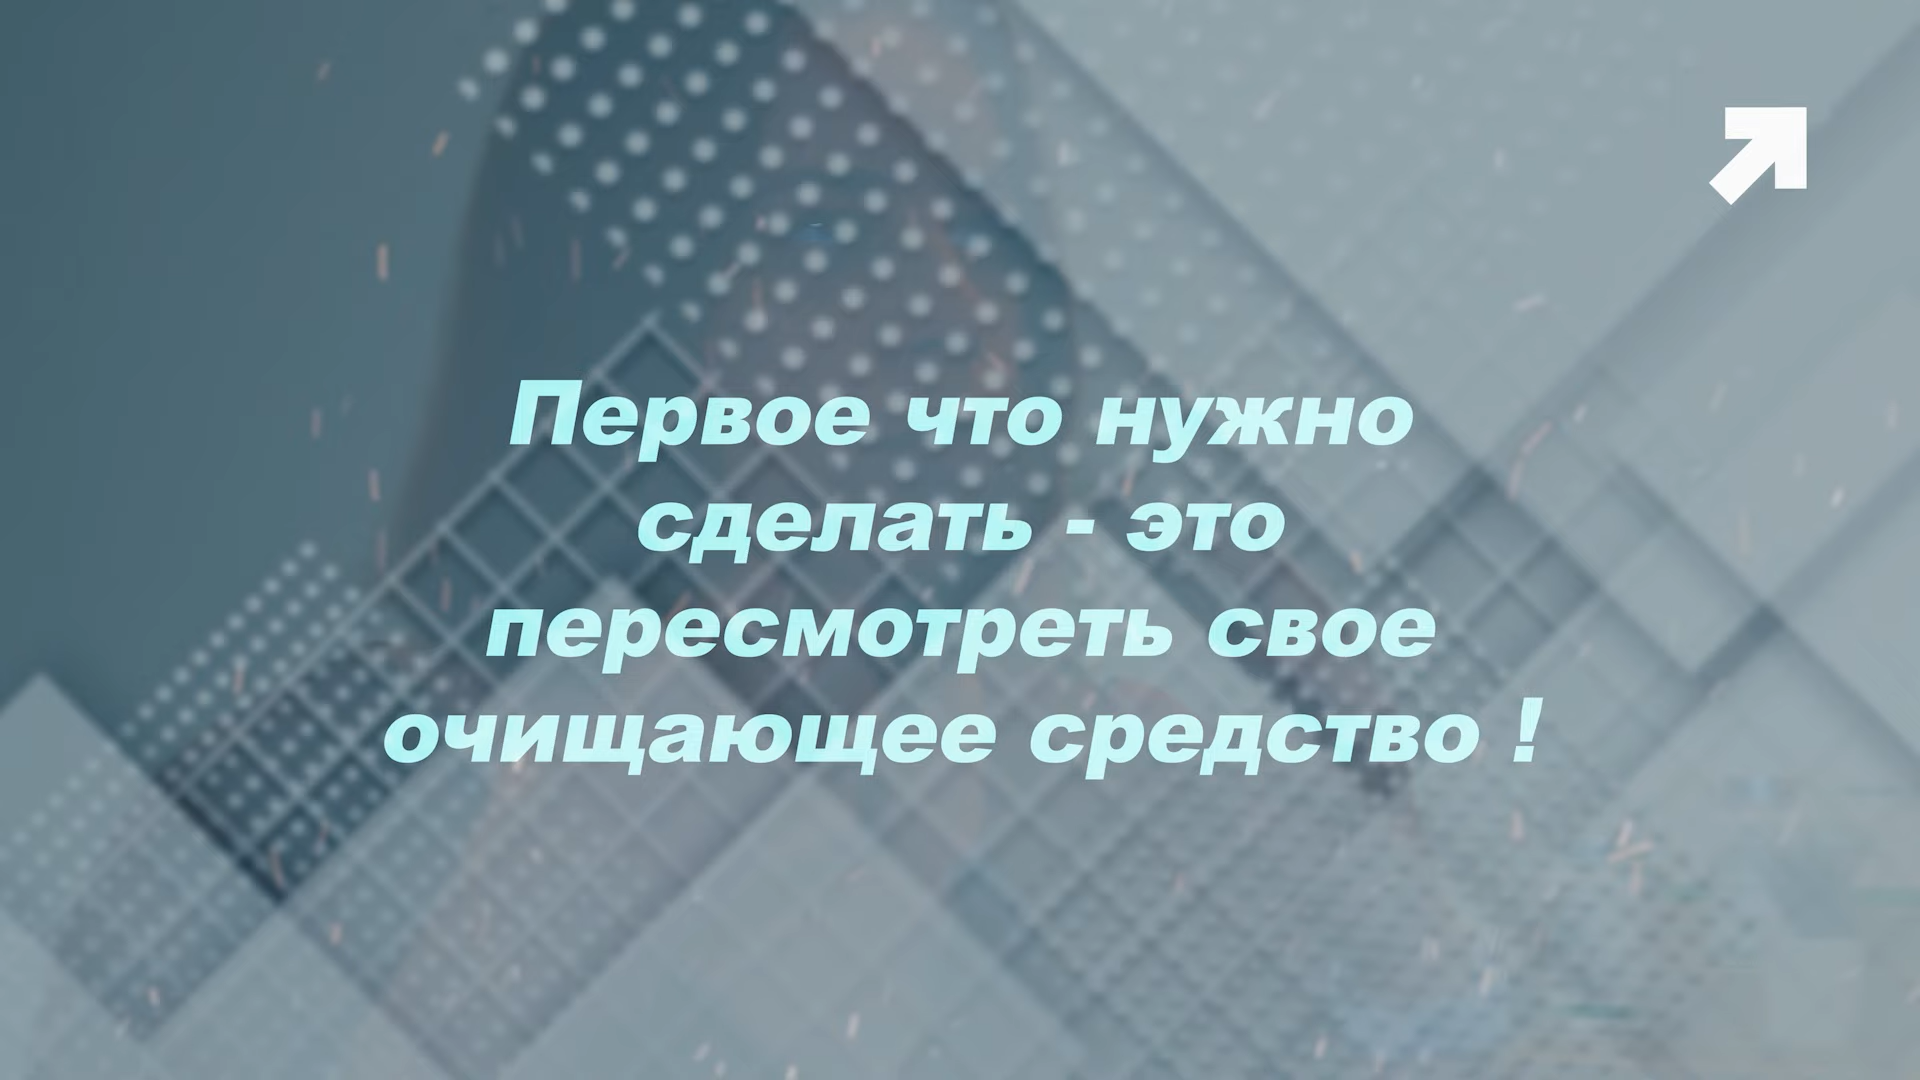 Первое что нужно
сделать - это
пересмотреть свое
очищающее средство !